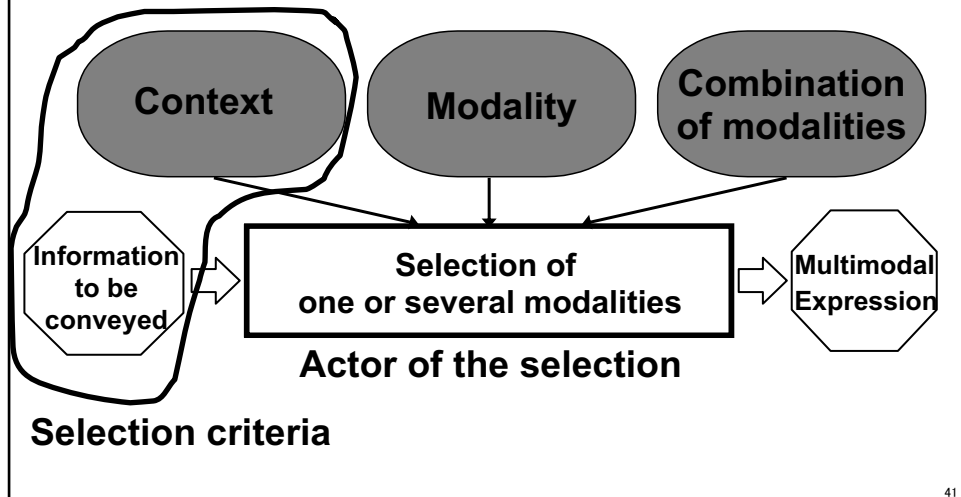 Context
Modality
Combination
of modalities
Information
to be
conveyed
Selection of
one or several modalities
Multimodal
Expression
Actor of the selection
Selection criteria
41